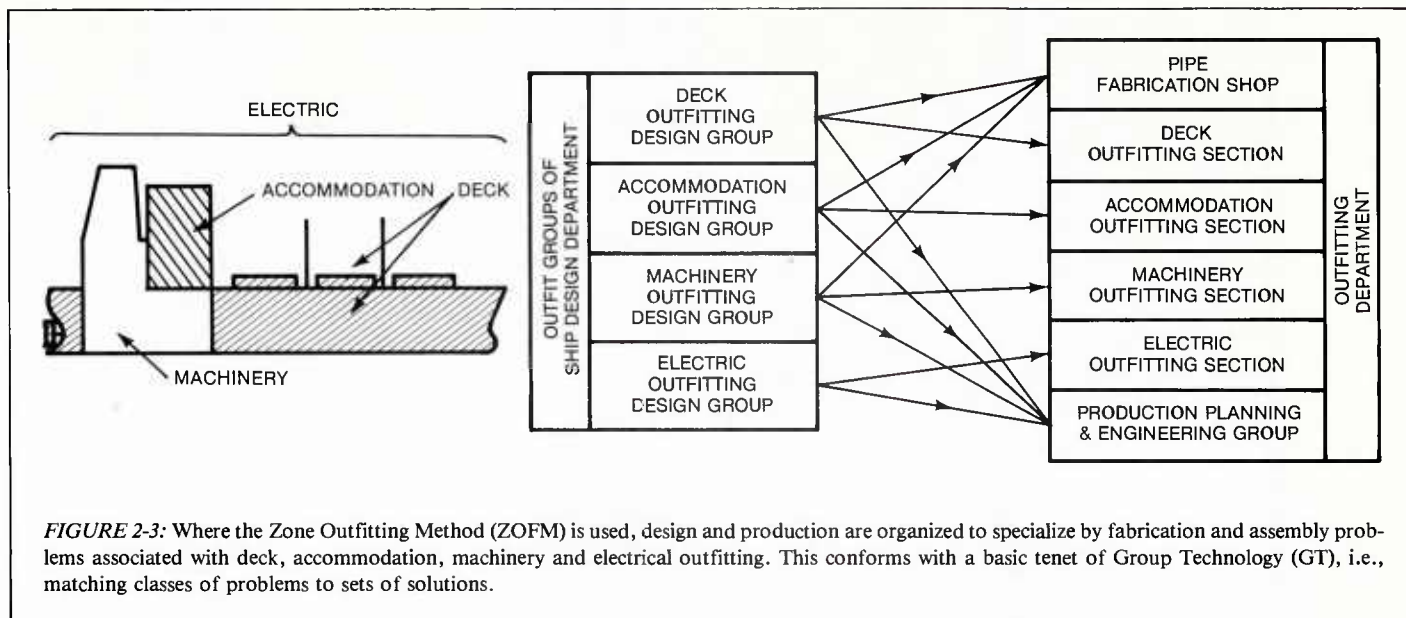 ELECTRIC
ACCOMMODATION
DECK
MACHINERY
OUTFIT GROUPS OF
SHIP DESIGN DEPARTMENT
DECK
OUTFITTING
DESIGN GROUP
ACCOMMODATION
OUTFITTING
DESIGN GROUP
MACHINERY
OUTFITTING
DESIGN GROUP
ELECTRIC
OUTFITTING
DESIGN GROUP
PIPE
FABRICATION SHOP
DECK
OUTFITTING SECTION
ACCOMMODATION
OUTFITTING SECTION
MACHINERY
OUTFITTING SECTION
ELECTRIC
OUTFITTING SECTION
PRODUCTION PLANNING
& ENGINEERING GROUP
OUTFITTING
DEPARTMENT
FIGURE 2-3: Where the Zone Outfitting Method (ZOFM) is used, design and production are organized to specialize by fabrication and assembly prob-
lems associated with deck, accommodation, machinery and electrical outfitting. This conforms with a basic tenet of Group Technology (GT), i.e.,
matching classes of problems to sets of solutions.